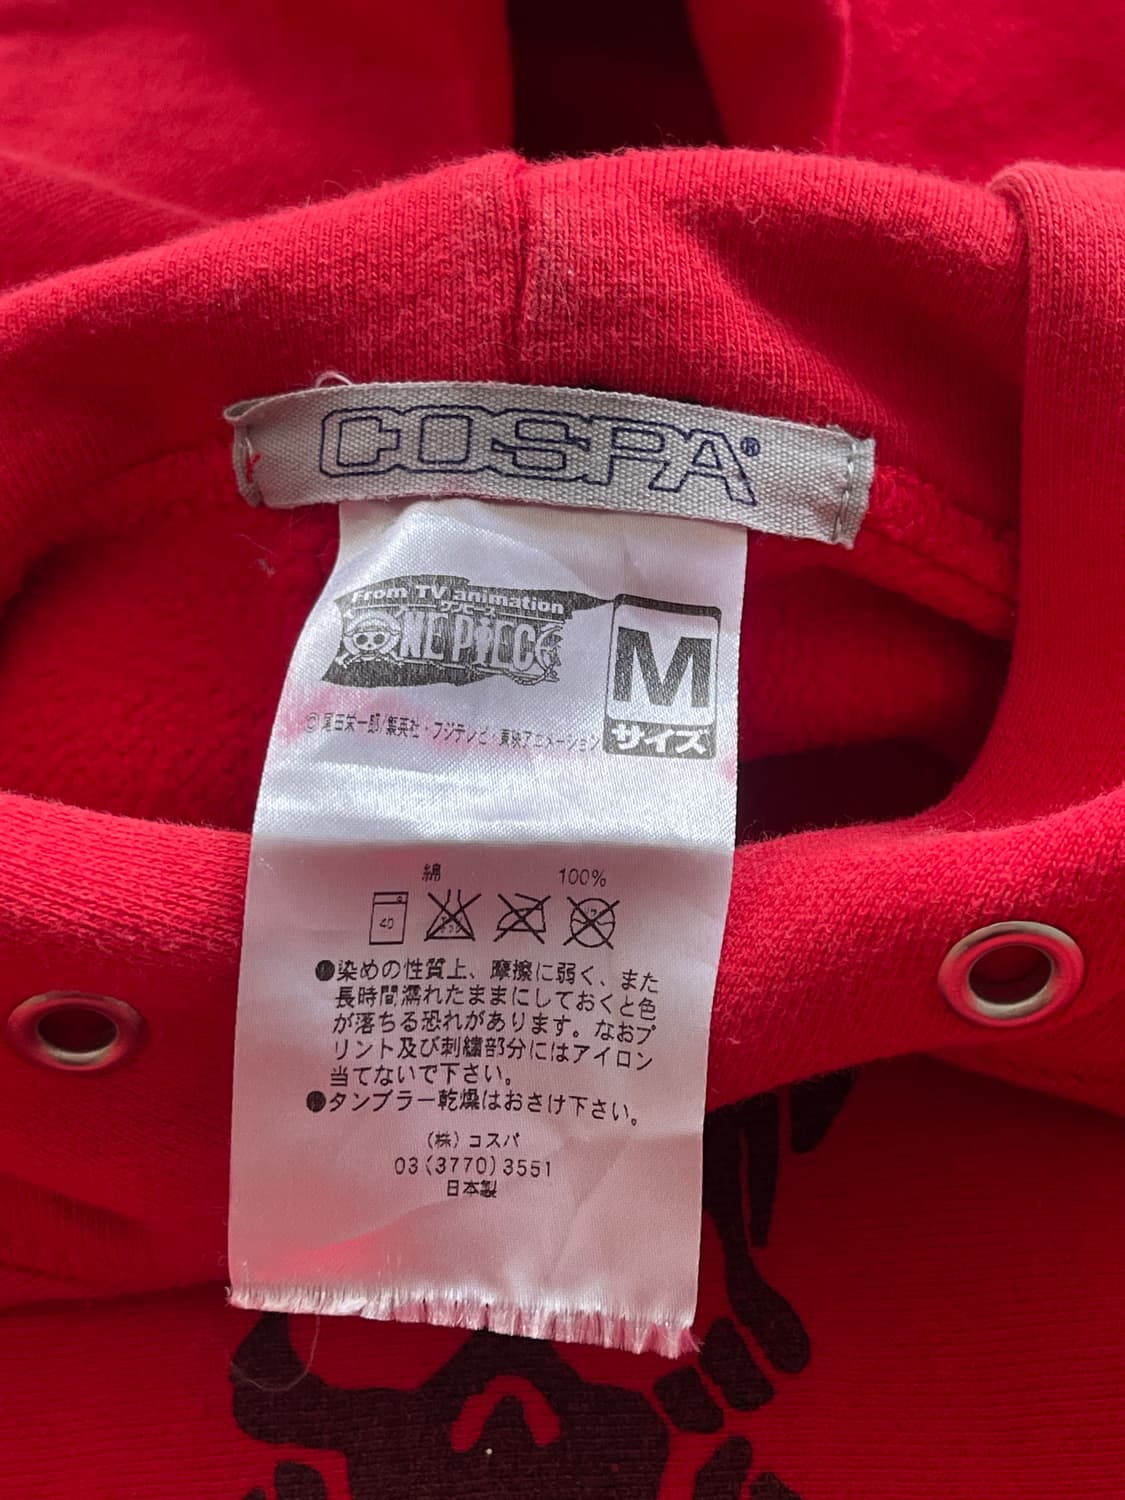 COSPA®
From TV animation
ワンピース
ONE PIECE
M
サイズ
©尾田栄一郎/集英社・フジテレビ・東映アニメーション
綿 100%
40
●染めの性質上、摩擦に弱く、また
長時間濡れたままにしておくと色
が落ちる恐れがあります。なおプ
リント及び刺繍部分にはアイロン
当てないで下さい。
●タンブラー乾燥はおさけ下さい。
(株)コスパ
03(3770)3551
日本製